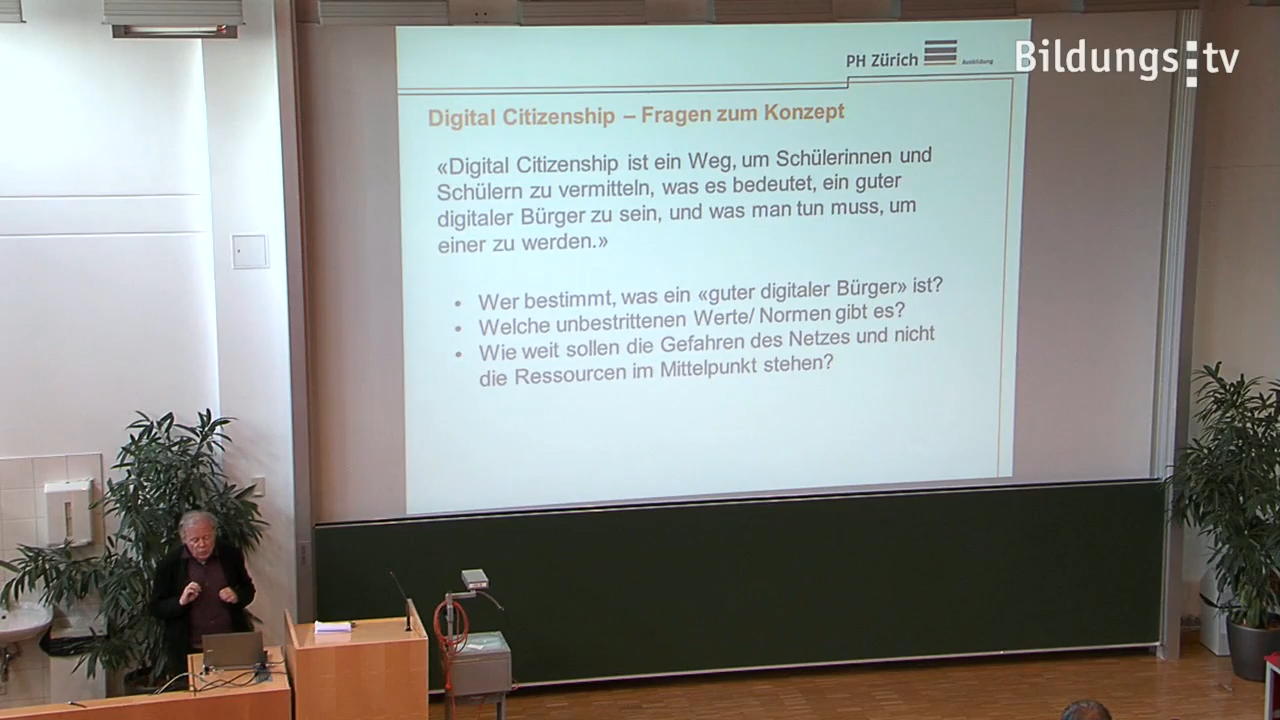 PH Zürich
Ausbildung
Bildungs:tv
Digital Citizenship – Fragen zum Konzept
«Digital Citizenship ist ein Weg, um Schülerinnen und
Schülern zu vermitteln, was es bedeutet, ein guter
digitaler Bürger zu sein, und was man tun muss, um
einer zu werden.»
• Wer bestimmt, was ein «guter digitaler Bürger» ist?
• Welche unbestrittenen Werte/ Normen gibt es?
• Wie weit sollen die Gefahren des Netzes und nicht
die Ressourcen im Mittelpunkt stehen?